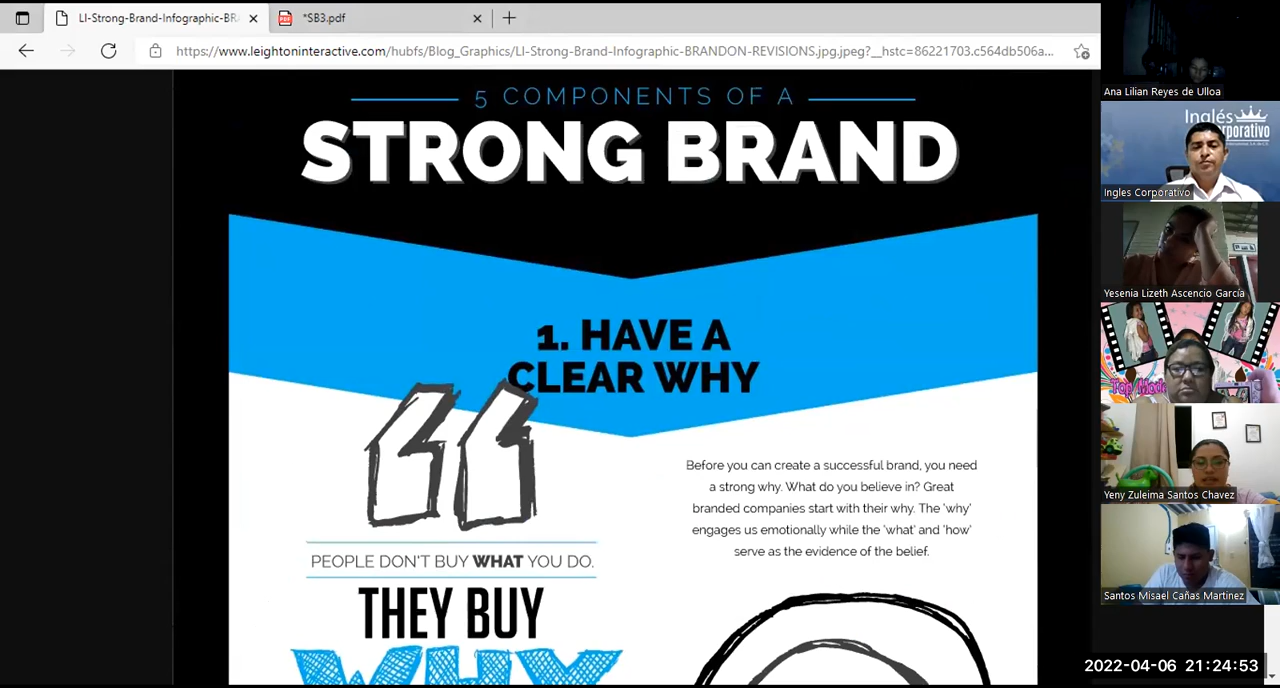 LI-Strong-Brand-Infographic-BR
*SB3.pdf
https://www.leightoninteractive.com/hubfs/Blog_Graphics/LI-Strong-Brand-Infographic-BRANDON-REVISIONS.jpg.jpeg?__hstc=86221703.c564db506a...
5 COMPONENTS OF A
STRONG BRAND
1. HAVE A
CLEAR WHY
PEOPLE DON'T BUY WHAT YOU DO.
THEY BUY
WHY
Before you can create a successful brand, you need
a strong why. What do you believe in? Great
branded companies start with their why. The 'why'
engages us emotionally while the 'what' and 'how'
serve as the evidence of the belief.
Ana Lilian Reyes de Ulloa
Inglés
Ingles Corporativo
Yesenia Lizeth Ascencio García
Yeny Zuleima Santos Chavez
Santos Misael Cañas Martinez
2022-04-06 21:24:53